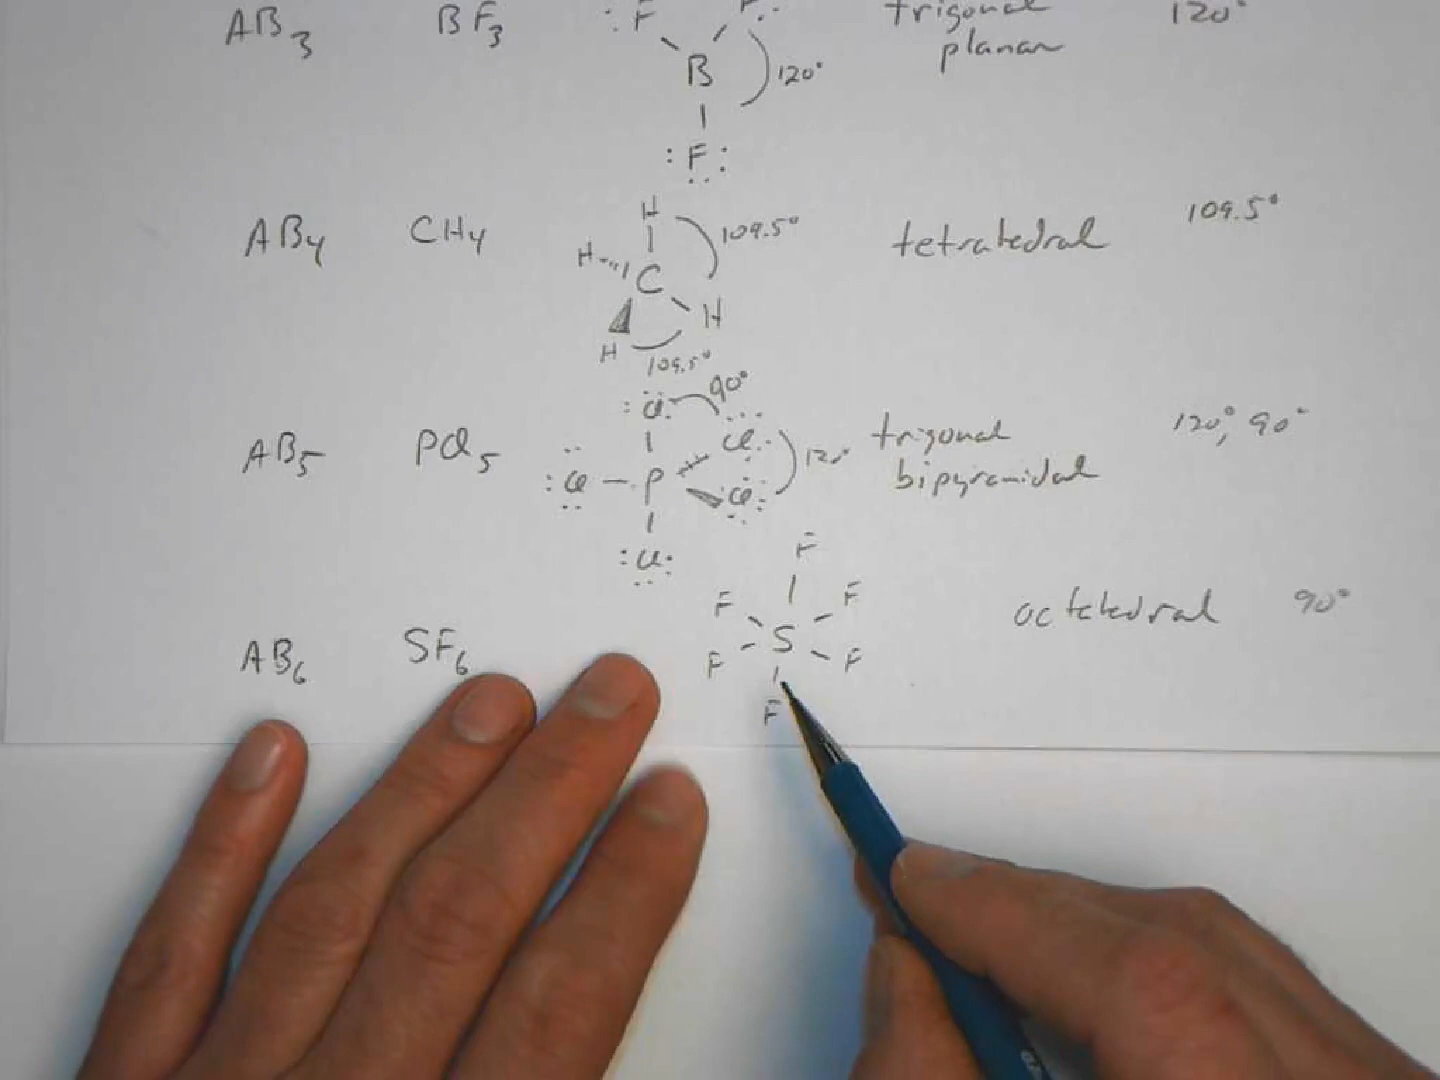 AB3 BF3 :F F: trigonal 120°
planar
B 120°
:F:
AB4 CH4 H 109.5° tetrahedral 109.5°
H C
H
H 109.5°
:Cl: 90°
AB5 PCl5 Cl: 120 trigonal 120°, 90°
:Cl — P Cl: bipyramidal
:Cl:
AB6 SF6 F octahedral 90°
F F
S
F F
F